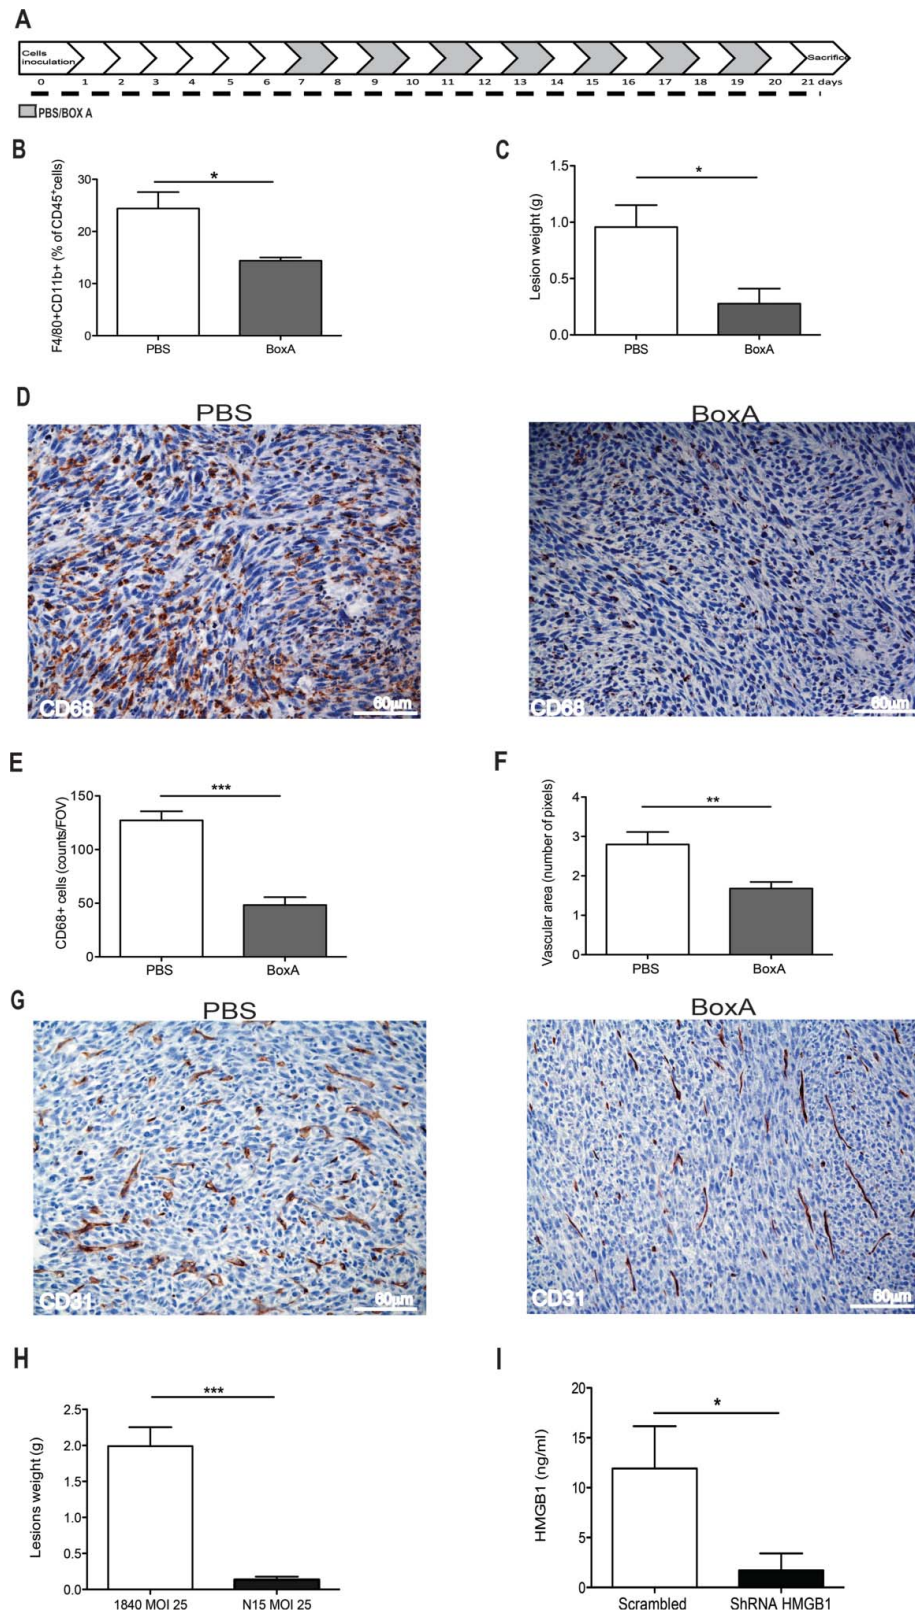 A
Cells
inoculation
Sacrifice
0 1 2 3 4 5 6 7 8 9 10 11 12 13 14 15 16 17 18 19 20 21 days
PBS/BOX A
B
F4/80+CD11b+ (% of CD45+cells)
30
20
10
0
*
PBS BoxA
C
Lesion weight (g)
1.5
1.0
0.5
0.0
*
PBS BoxA
D
PBS
CD68
60µm
BoxA
CD68
60µm
E
CD68+ cells (counts/FOV)
150
100
50
0
***
PBS BoxA
F
Vascular area (number of pixels)
4
3
2
1
0
**
PBS BoxA
G
PBS
CD31
60µm
BoxA
CD31
60µm
H
Lesions weight (g)
2.5
2.0
1.5
1.0
0.5
0.0
***
1840 MOI 25 N15 MOI 25
I
HMGB1 (ng/ml)
20
15
10
5
0
*
Scrambled ShRNA HMGB1